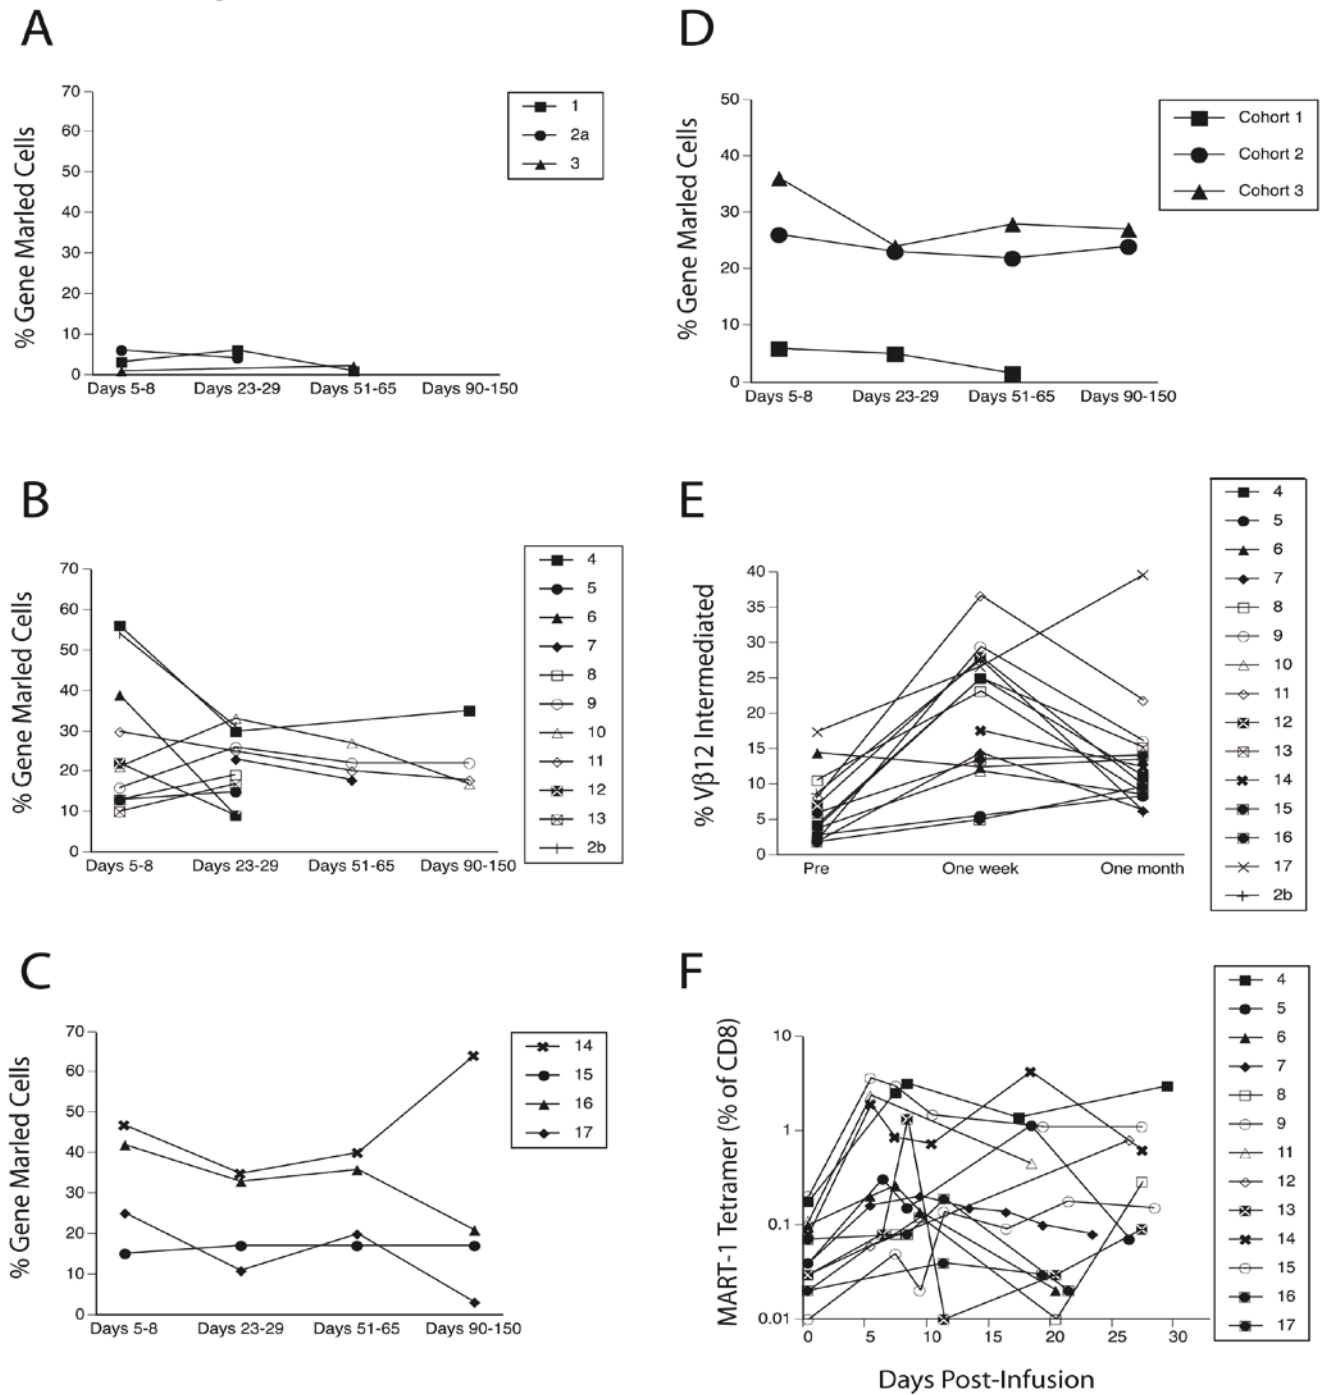 A
% Gene Marled Cells
70
60
50
40
30
20
10
0
Days 5-8
Days 23-29
Days 51-65
Days 90-150
1
2a
3
D
% Gene Marled Cells
50
40
30
20
10
0
Days 5-8
Days 23-29
Days 51-65
Days 90-150
Cohort 1
Cohort 2
Cohort 3
B
% Gene Marled Cells
70
60
50
40
30
20
10
0
Days 5-8
Days 23-29
Days 51-65
Days 90-150
4
5
6
7
8
9
10
11
12
13
2b
E
% Vβ12 Intermediated
40
35
30
25
20
15
10
5
0
Pre
One week
One month
4
5
6
7
8
9
10
11
12
13
14
15
16
17
2b
C
% Gene Marled Cells
70
60
50
40
30
20
10
0
Days 5-8
Days 23-29
Days 51-65
Days 90-150
14
15
16
17
F
MART-1 Tetramer (% of CD8)
10
1
0.1
0.01
0
5
10
15
20
25
30
Days Post-Infusion
4
5
6
7
8
9
11
12
13
14
15
16
17